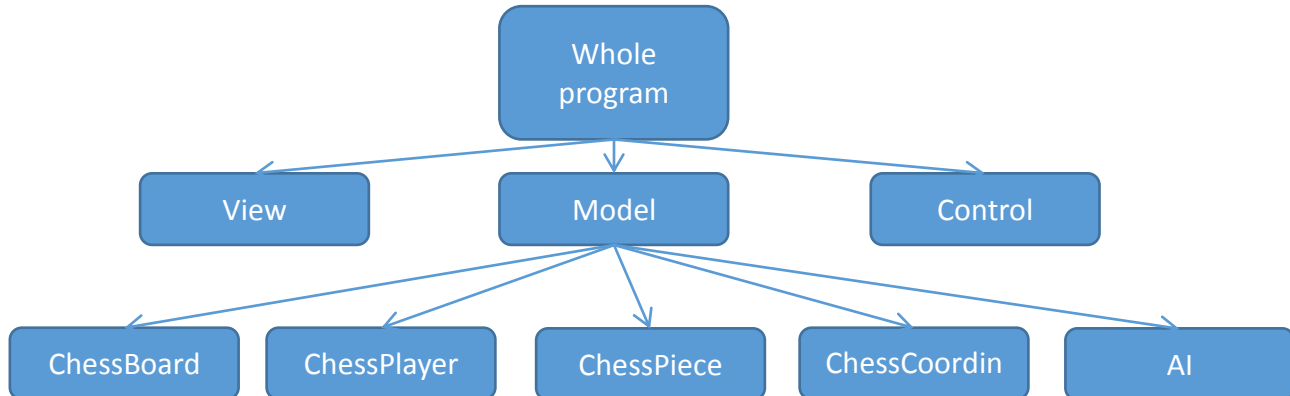 Whole
program
View
Model
Control
ChessBoard
ChessPlayer
ChessPiece
ChessCoordin
AI